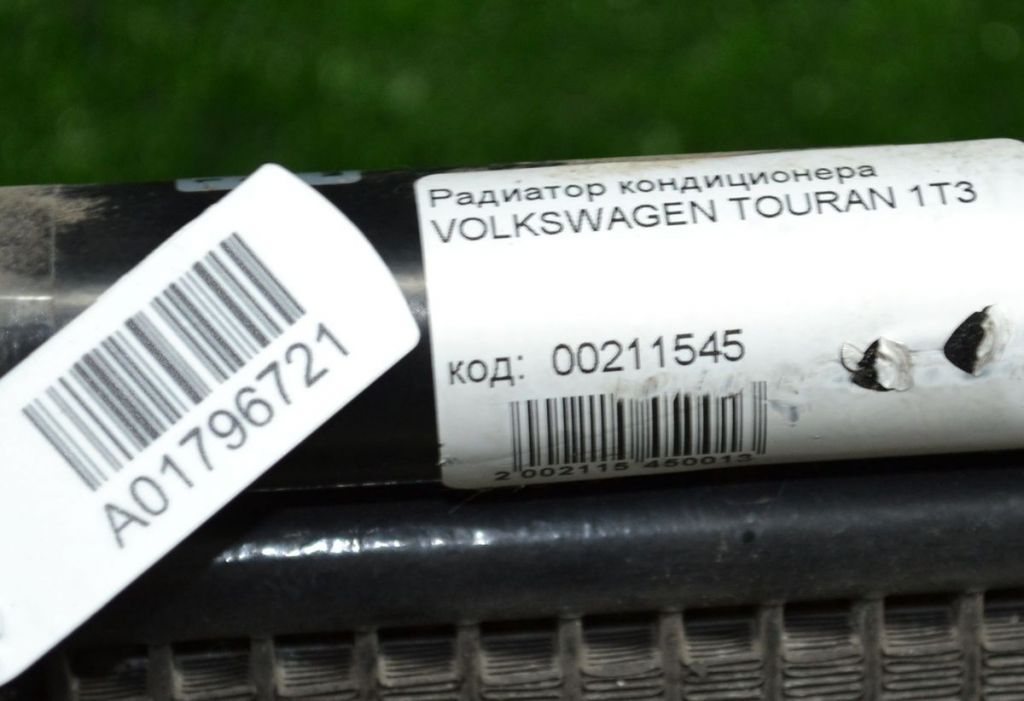 Радиатор кондиционера
VOLKSWAGEN TOURAN 1T3
код: 00211545
2 002115 450013
A01796721